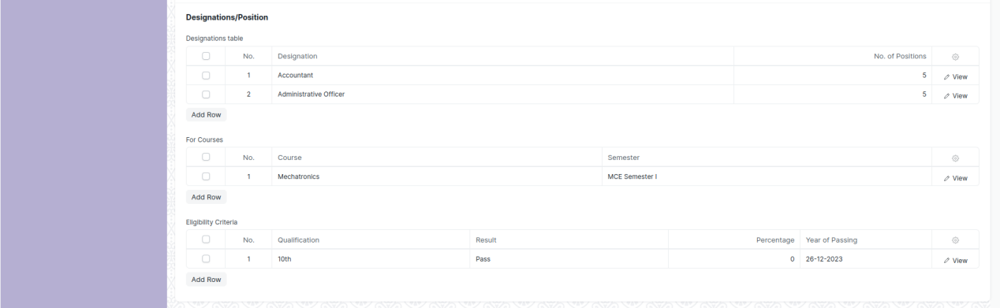 Designations/Position
Designations table
No. Designation No. of Positions
1 Accountant 5 View
2 Administrative Officer 5 View
Add Row
For Courses
No. Course Semester
1 Mechatronics MCE Semester I View
Add Row
Eligibility Criteria
No. Qualification Result Percentage Year of Passing
1 10th Pass 0 26-12-2023 View
Add Row